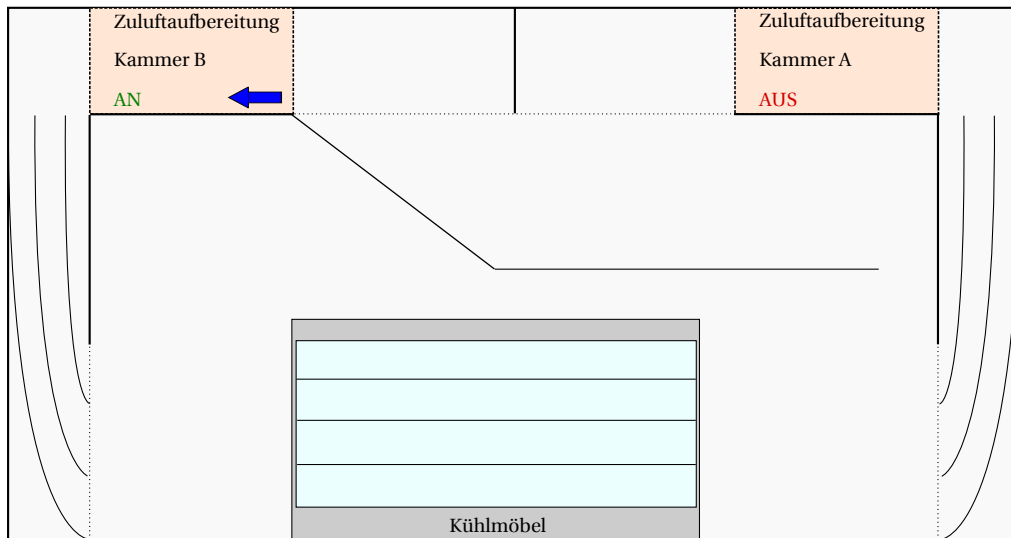 Zuluftaufbereitung
Kammer B
AN
Zuluftaufbereitung
Kammer A
AUS
Kühlmöbel